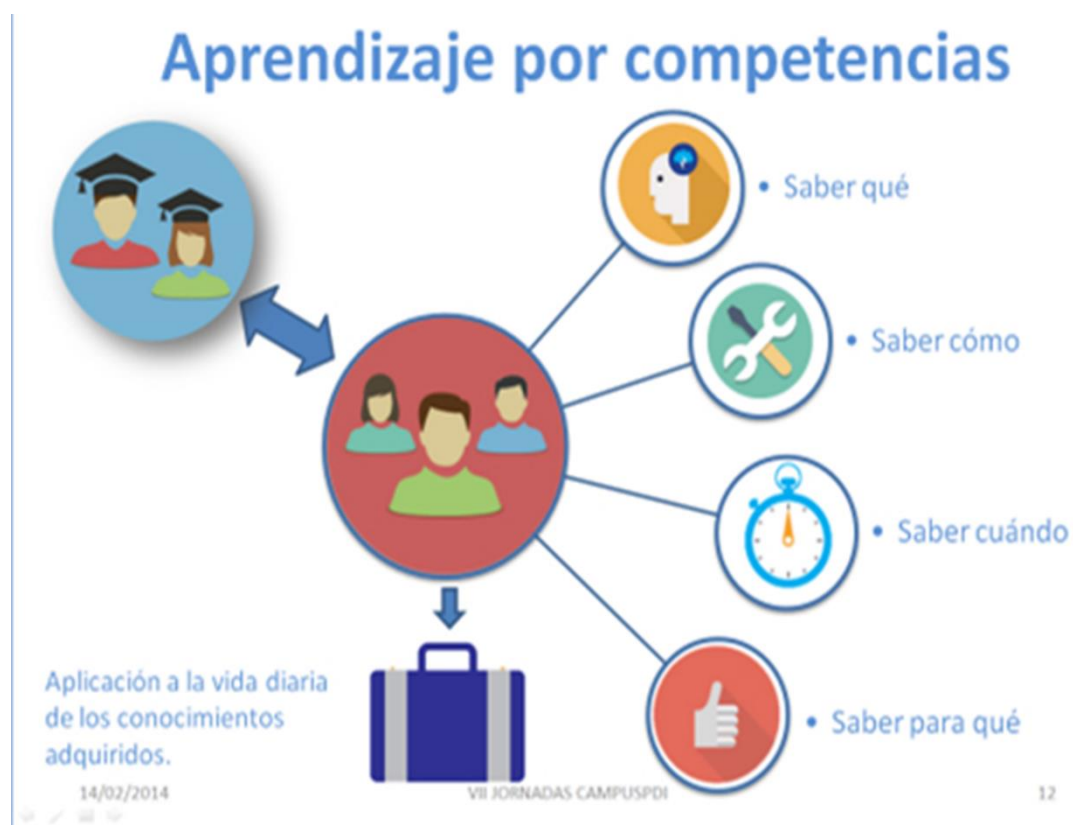 Aprendizaje por competencias
• Saber qué
• Saber cómo
• Saber cuándo
• Saber para qué
Aplicación a la vida diaria
de los conocimientos
adquiridos.
14/02/2014
VII JORNADAS CAMPUSPDI
12